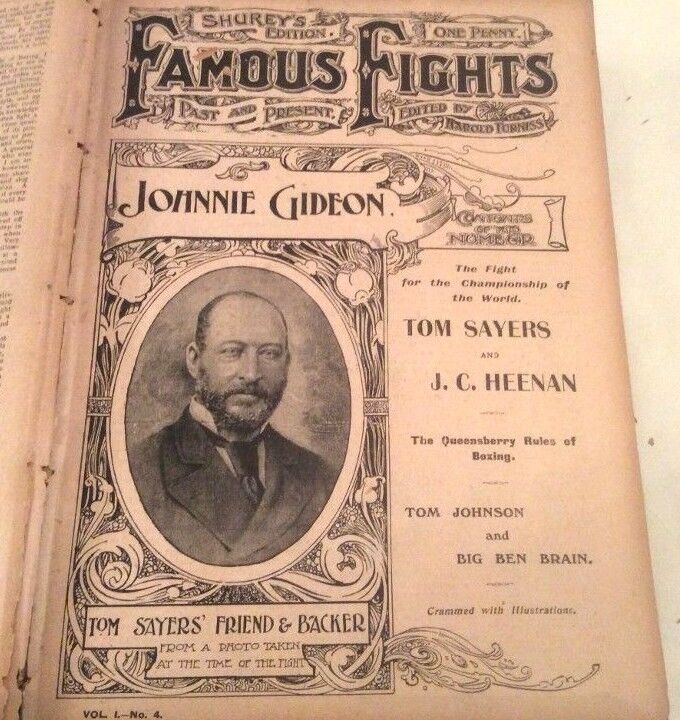 SHUREY'S
EDITION.
ONE PENNY.
FAMOUS FIGHTS
PAST AND PRESENT.
EDITED BY
HAROLD FURNISS
JOHNNIE GIDEON.
CONTENTS
OF THIS
NUMBER.
The Fight
for the Championship of
the World.
TOM SAYERS
AND
J. C. HEENAN
The Queensberry Rules of
Boxing.
TOM JOHNSON
and
BIG BEN BRAIN.
Crammed with Illustrations.
TOM SAYERS' FRIEND & BACKER
FROM A PHOTO TAKEN
AT THE TIME OF THE FIGHT
VOL. I.—No. 4.